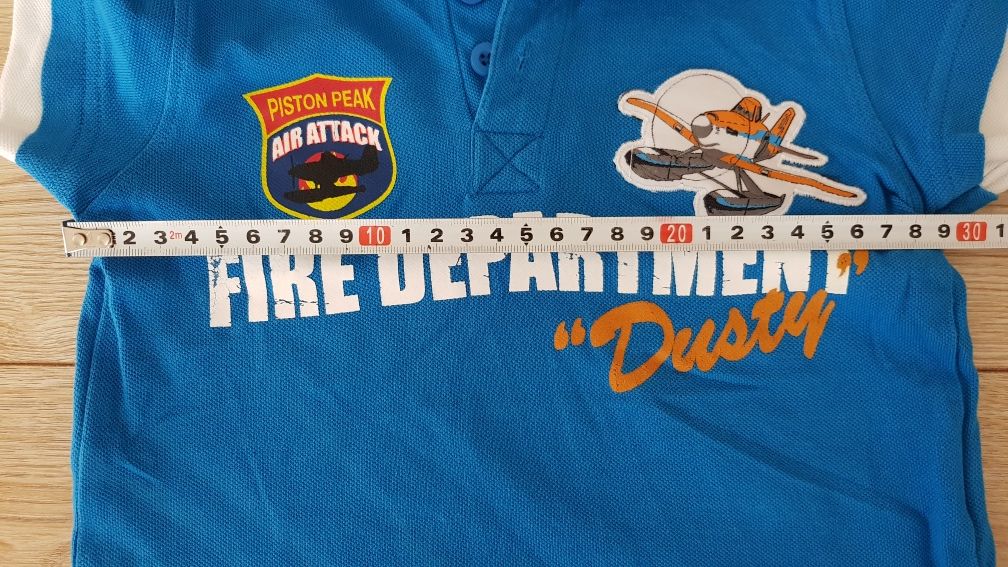 PISTON PEAK
AIR ATTACK
2 3 2m 4 5 6 7 8 9 10 1 2 3 4 5 6 7 8 9 20 1 2 3 4 5 6 7 8 9 30 1
FIRE DEPARTMENT
"Dusty"